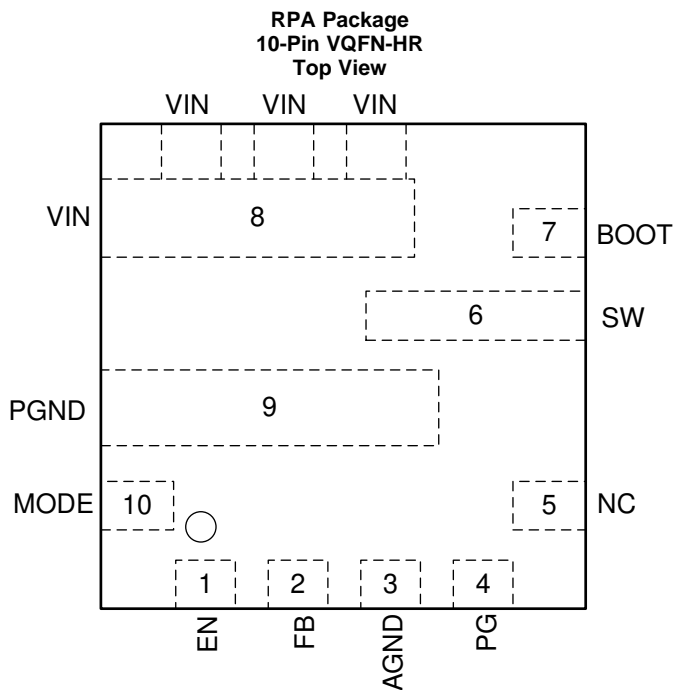 RPA Package
10-Pin VQFN-HR
Top View
VIN VIN VIN
VIN 8
7 BOOT
6 SW
PGND 9
MODE 10
5 NC
1 2 3 4
EN FB AGND PG